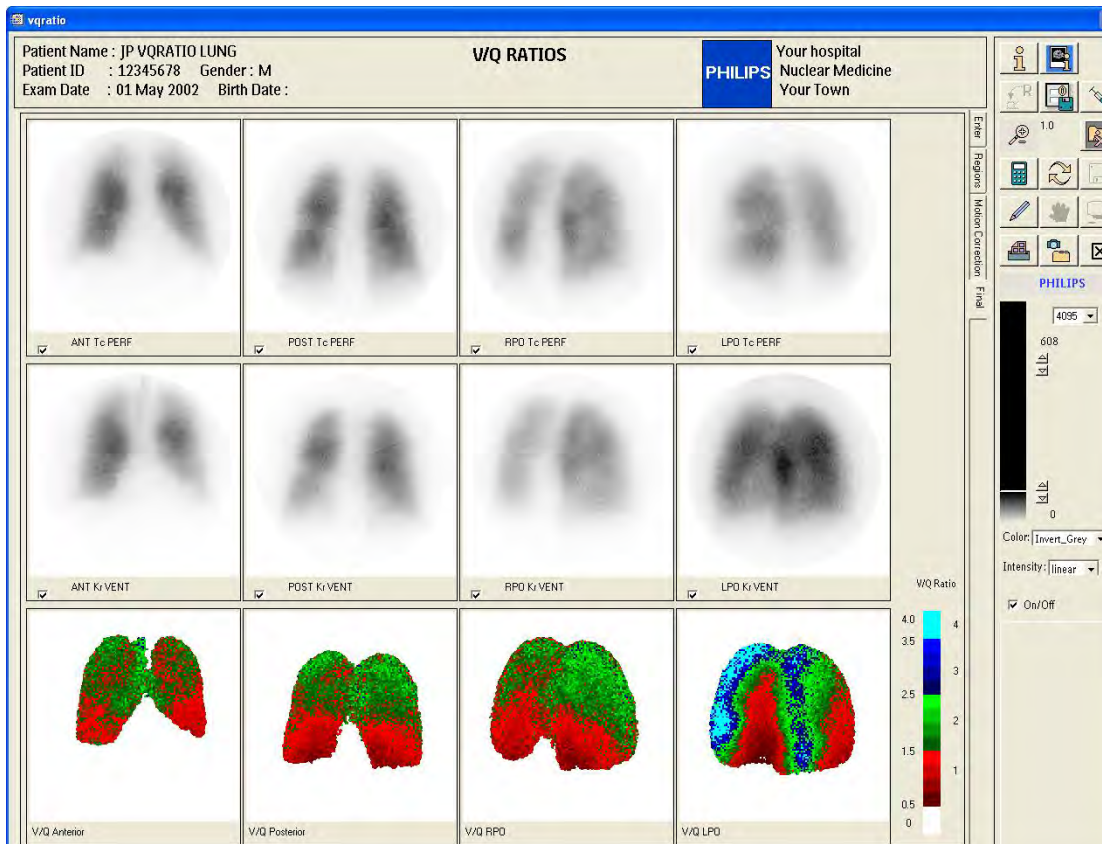 vqratio
Patient Name : JP VQRATIO LUNG
Patient ID : 12345678 Gender : M
Exam Date : 01 May 2002 Birth Date :
V/Q RATIOS
PHILIPS
Your hospital
Nuclear Medicine
Your Town
ANT Tc PERF
POST Tc PERF
RPO Tc PERF
LPO Tc PERF
ANT Kr VENT
POST Kr VENT
RPO Kr VENT
LPO Kr VENT
V/Q Anterior
V/Q Posterior
V/Q RPO
V/Q LPO
V/Q Ratio
4.0
4
3.5
3
2.5
2
1.5
1
0.5
0
Enter
Regions
Motion Correction
Final
R
1.0
PHILIPS
4095
608
0
Color: Invert_Grey
Intensity: linear
On/Off